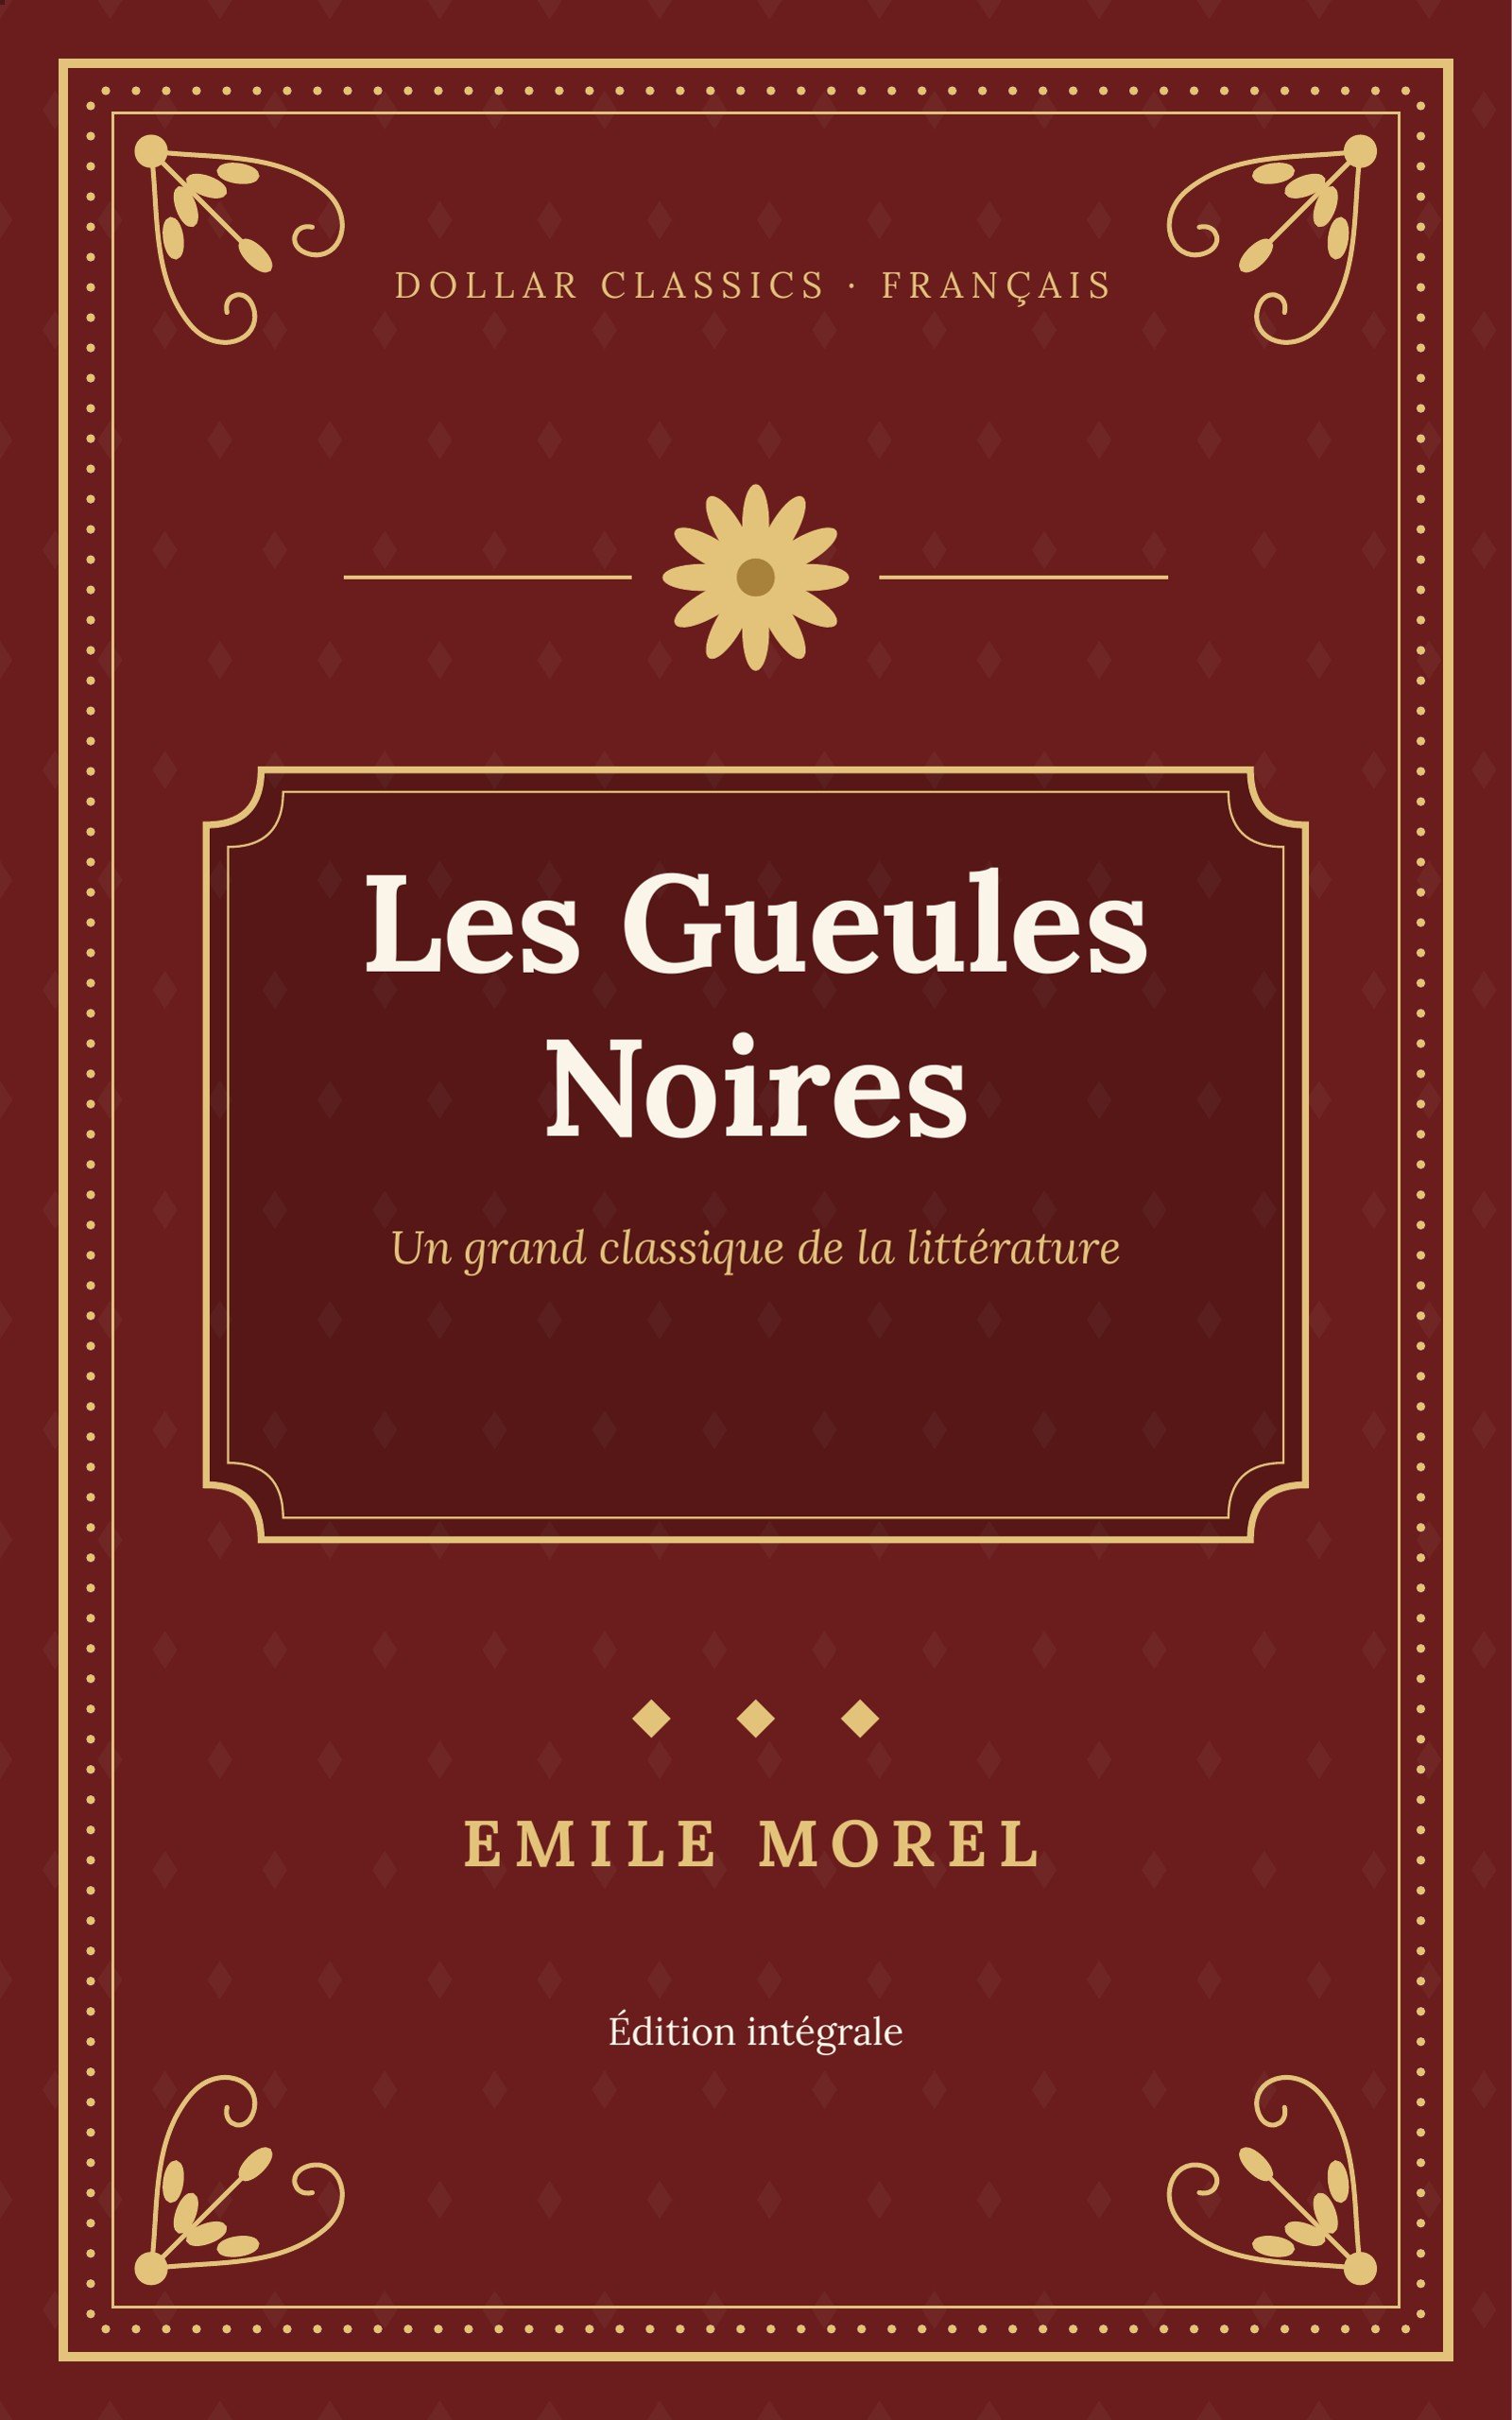 DOLLAR CLASSICS · FRANÇAIS
Les Gueules
Noires
Un grand classique de la littérature
EMILE MOREL
Édition intégrale